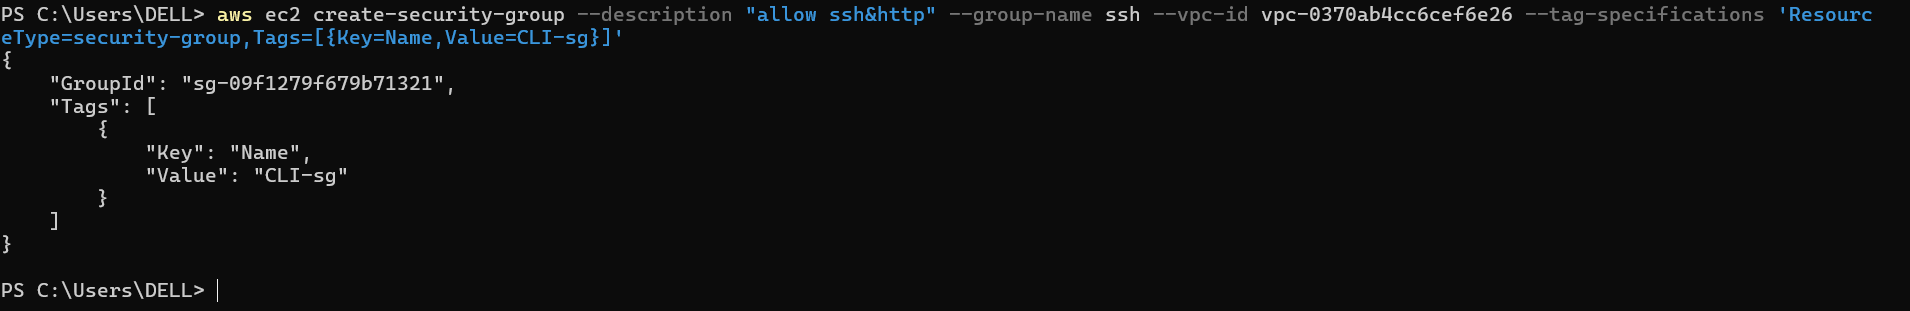 PS C:\Users\DELL> aws ec2 create-security-group --description "allow ssh&http" --group-name ssh --vpc-id vpc-0370ab4cc6cef6e26 --tag-specifications 'Resourc
eType=security-group,Tags=[{Key=Name,Value=CLI-sg}]'
{
    "GroupId": "sg-09f1279f679b71321",
    "Tags": [
        {
            "Key": "Name",
            "Value": "CLI-sg"
        }
    ]
}
PS C:\Users\DELL>